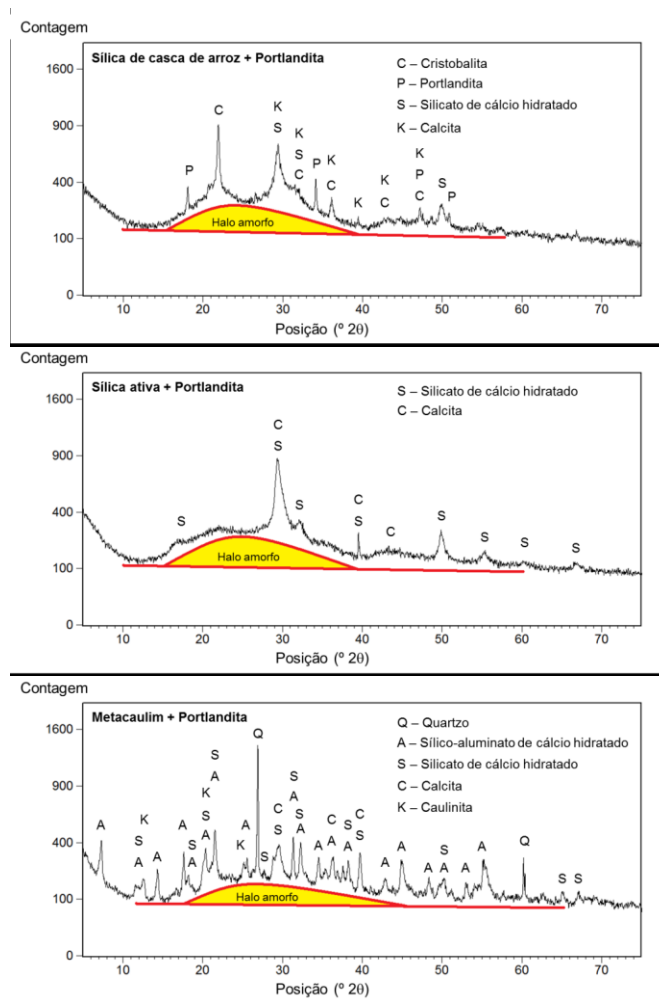 Contagem
Sílica de casca de arroz + Portlandita
C – Cristobalita
P – Portlandita
S – Silicato de cálcio hidratado
K – Calcita
1600
900
400
100
0
P
C
K
S
K
S
C
P
K
C
K
K
C
K
P
C
S
P
Halo amorfo
10 20 30 40 50 60 70
Posição (º 2θ)
Contagem
Sílica ativa + Portlandita
S – Silicato de cálcio hidratado
C – Calcita
1600
900
400
100
0
S
C
S
S
C
S
C
S
S
S
S
Halo amorfo
10 20 30 40 50 60 70
Posição (º 2θ)
Contagem
Metacaulim + Portlandita
Q – Quartzo
A – Sílico-aluminato de cálcio hidratado
S – Silicato de cálcio hidratado
C – Calcita
K – Caulinita
1600
900
400
100
0
A
K
S
A
A
A
S
A
K
S
A
S
A
K
A
Q
S
C
S
S
A
S
A
A
C
A
S
A
C
S
A
A
A
S
A
A
A
Q
S
S
Halo amorfo
10 20 30 40 50 60 70
Posição (º 2θ)